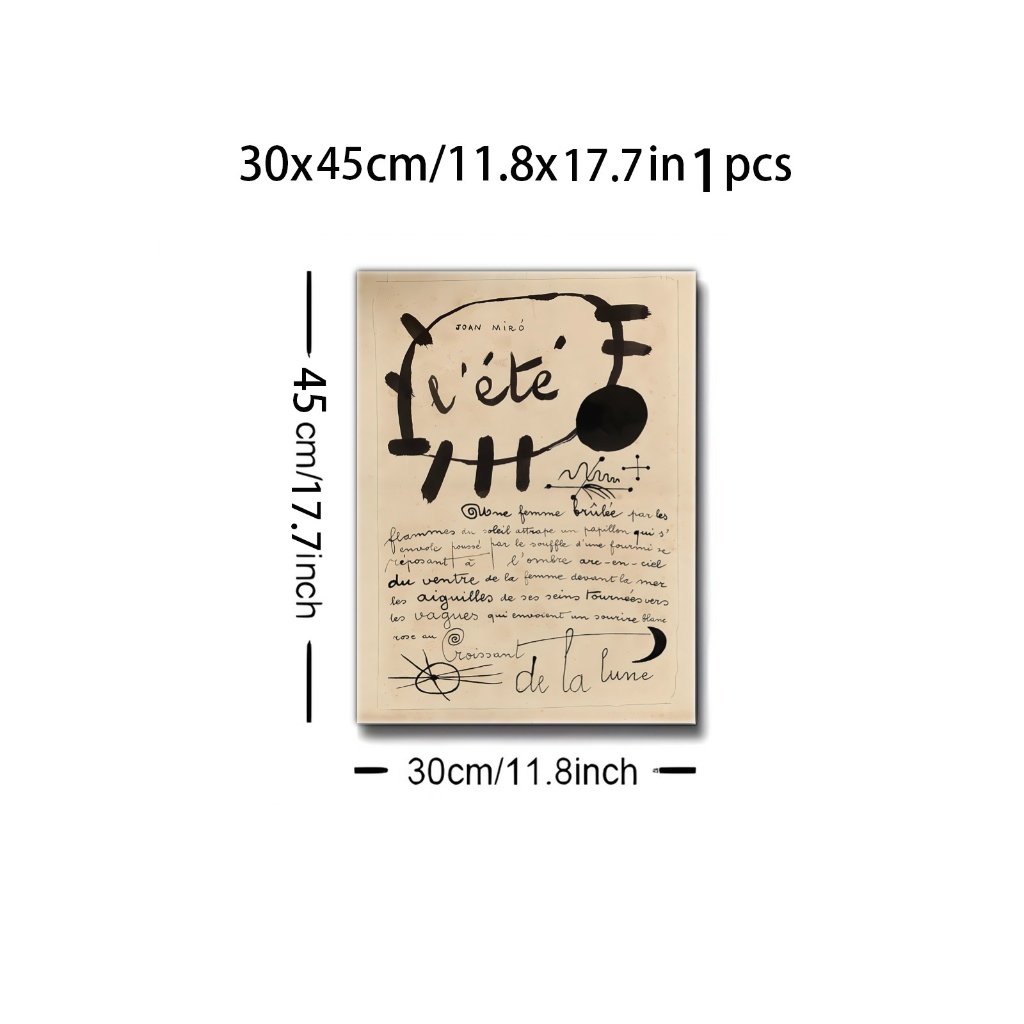 30x45cm/11.8x17.7in 1 pcs
45 cm/17.7inch
JOAN MIRÓ
l'été
Une femme brûlée par les
flammes du soleil attrape un papillon qui s'
envole poussé par le souffle d'une fourmi se
réposant à l'ombre arc-en-ciel
du ventre de la femme devant la mer
les aiguilles de ses seins tournées vers
les vagues qui envoient un sourire blanc
rose au
Croissant
de la lune
30cm/11.8inch